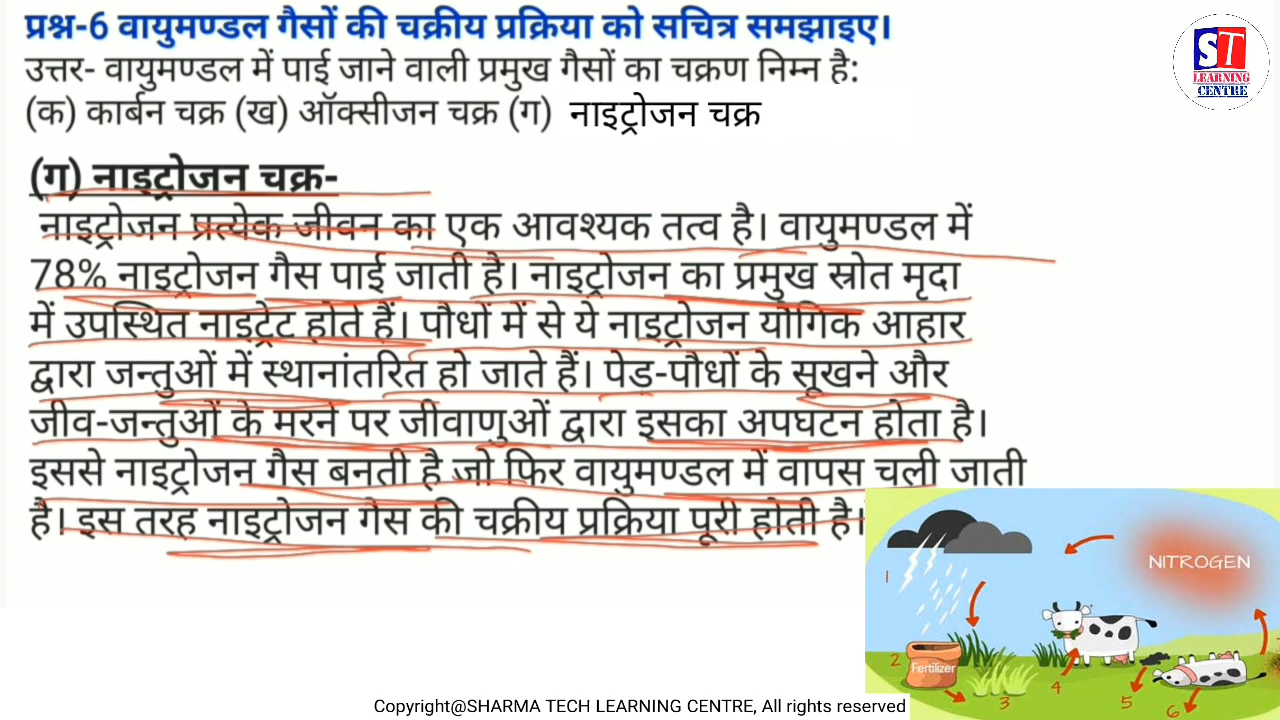 प्रश्न-6 वायुमण्डल गैसों की चक्रीय प्रक्रिया को सचित्र समझाइए।
उत्तर- वायुमण्डल में पाई जाने वाली प्रमुख गैसों का चक्रण निम्न है:
(क) कार्बन चक्र (ख) ऑक्सीजन चक्र (ग) नाइट्रोजन चक्र
ST
LEARNING
CENTRE
(ग) नाइट्रोजन चक्र-
नाइट्रोजन प्रत्येक जीवन का एक आवश्यक तत्व है। वायुमण्डल में
78% नाइट्रोजन गैस पाई जाती है। नाइट्रोजन का प्रमुख स्रोत मृदा
में उपस्थित नाइट्रेट होते हैं। पौधों में से ये नाइट्रोजन यौगिक आहार
द्वारा जन्तुओं में स्थानांतरित हो जाते हैं। पेड-पौधों के सूखने और
जीव-जन्तुओं के मरने पर जीवाणुओं द्वारा इसका अपघटन होता है।
इससे नाइट्रोजन गैस बनती है जो फिर वायुमण्डल में वापस चली जाती
है। इस तरह नाइट्रोजन गैस की चक्रीय प्रक्रिया पूरी होती है।
NITROGEN
1
2
Fertilizer
3
4
5
6
Copyright@SHARMA TECH LEARNING CENTRE, All rights reserved